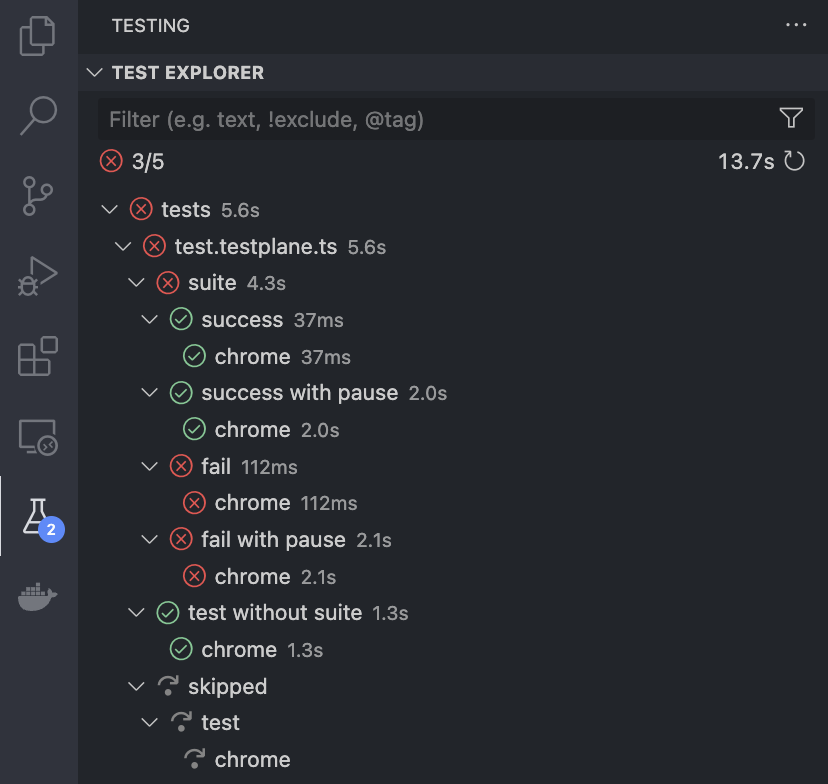 TESTING
TEST EXPLORER
Filter (e.g. text, !exclude, @tag)
3/5 13.7s
tests 5.6s
test.testplane.ts 5.6s
suite 4.3s
success 37ms
chrome 37ms
success with pause 2.0s
chrome 2.0s
fail 112ms
chrome 112ms
fail with pause 2.1s
2
chrome 2.1s
test without suite 1.3s
chrome 1.3s
skipped
test
chrome